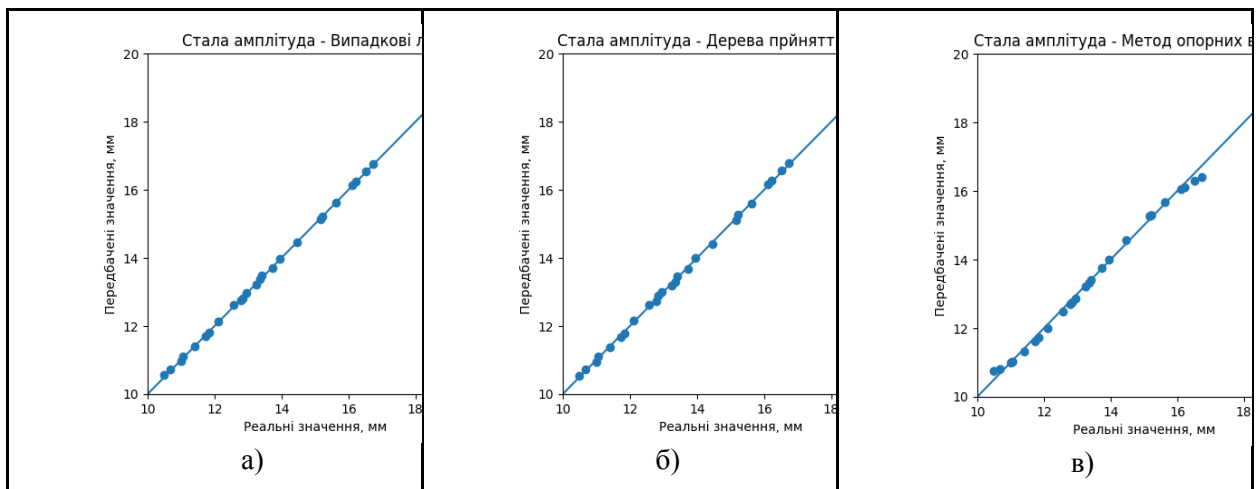 Стала амплітуда - Випадкові л
20
18
16
14
12
10
Передбачені значення, мм
10 12 14 16 18
Реальні значення, мм
а)
Стала амплітуда - Дерева прйнятт
20
18
16
14
12
10
Передбачені значення, мм
10 12 14 16 18
Реальні значення, мм
б)
Стала амплітуда - Метод опорних в
20
18
16
14
12
10
Передбачені значення, мм
10 12 14 16 18
Реальні значення, мм
в)